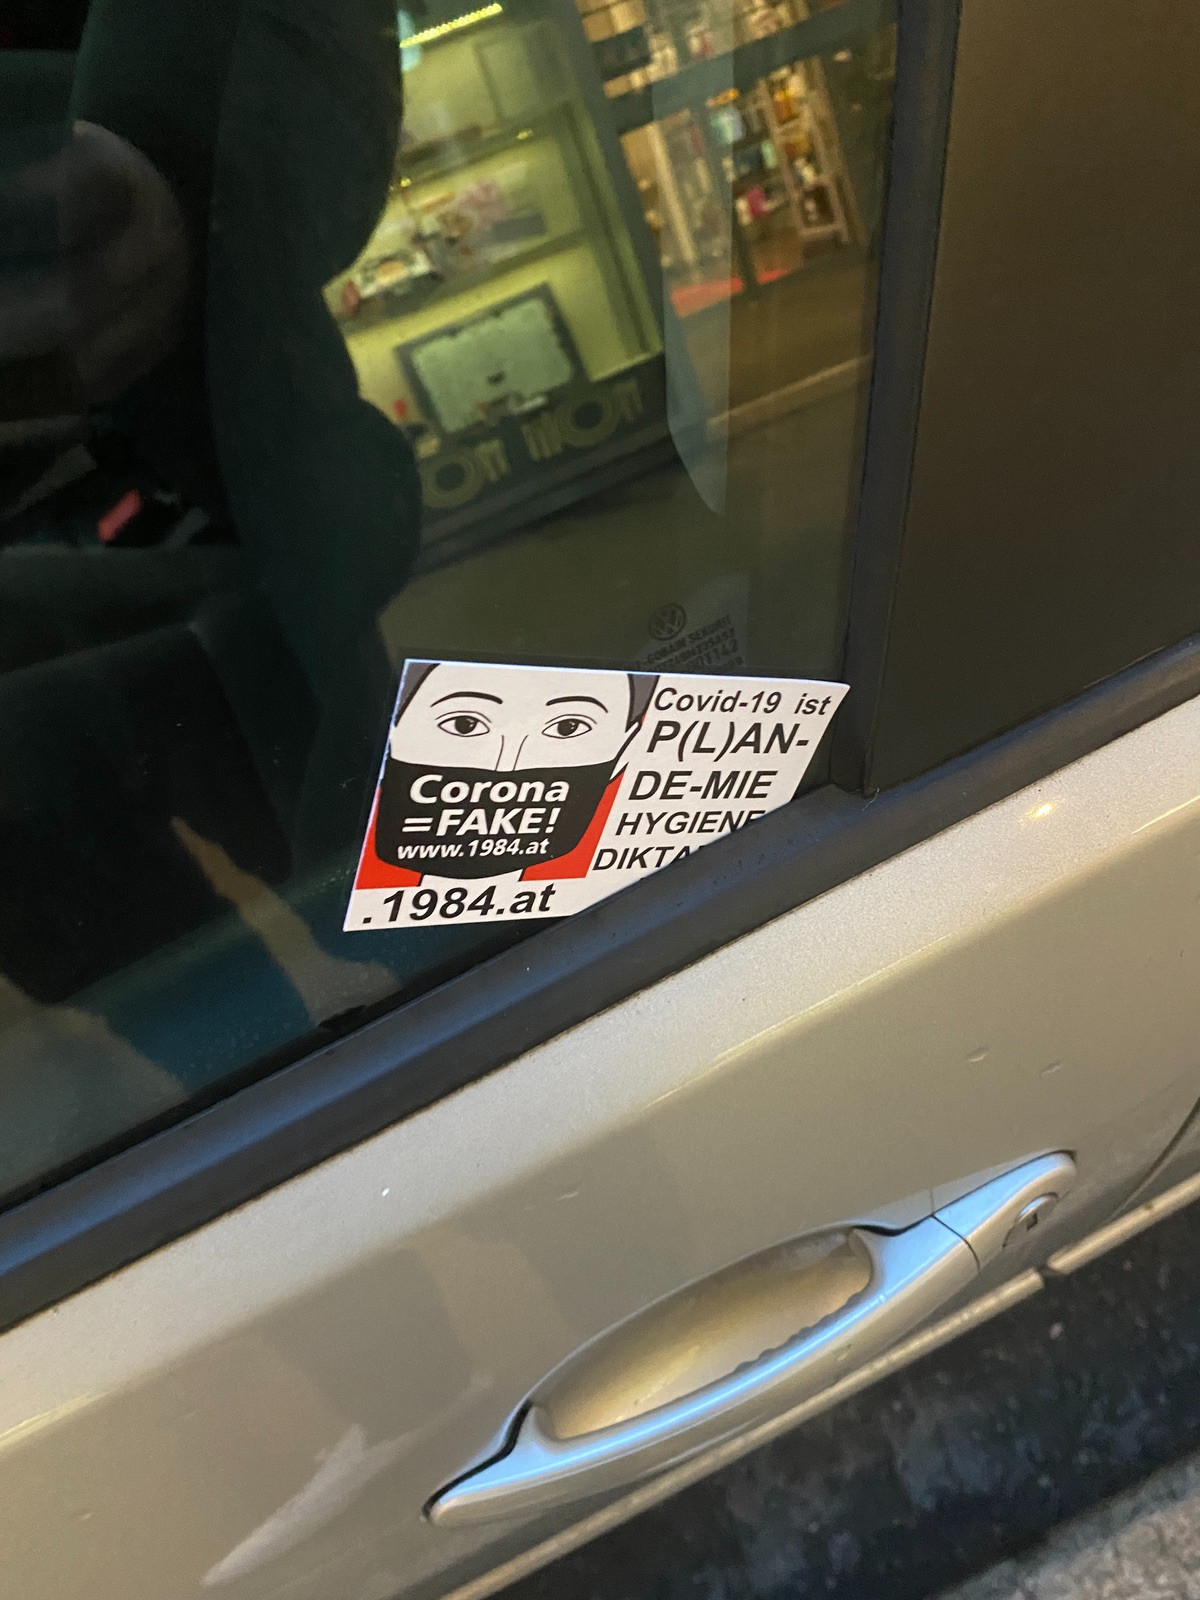 Covid-19 ist
P(L)AN-
DE-MIE
HYGIENE
Corona
=FAKE!
www.1984.at
.1984.at